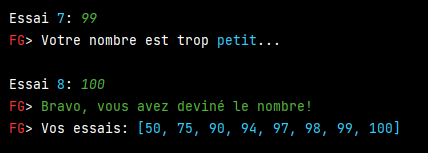 Essai 7: 99
FG> Votre nombre est trop petit...
Essai 8: 100
FG> Bravo, vous avez deviné le nombre!
FG> Vos essais: [50, 75, 90, 94, 97, 98, 99, 100]